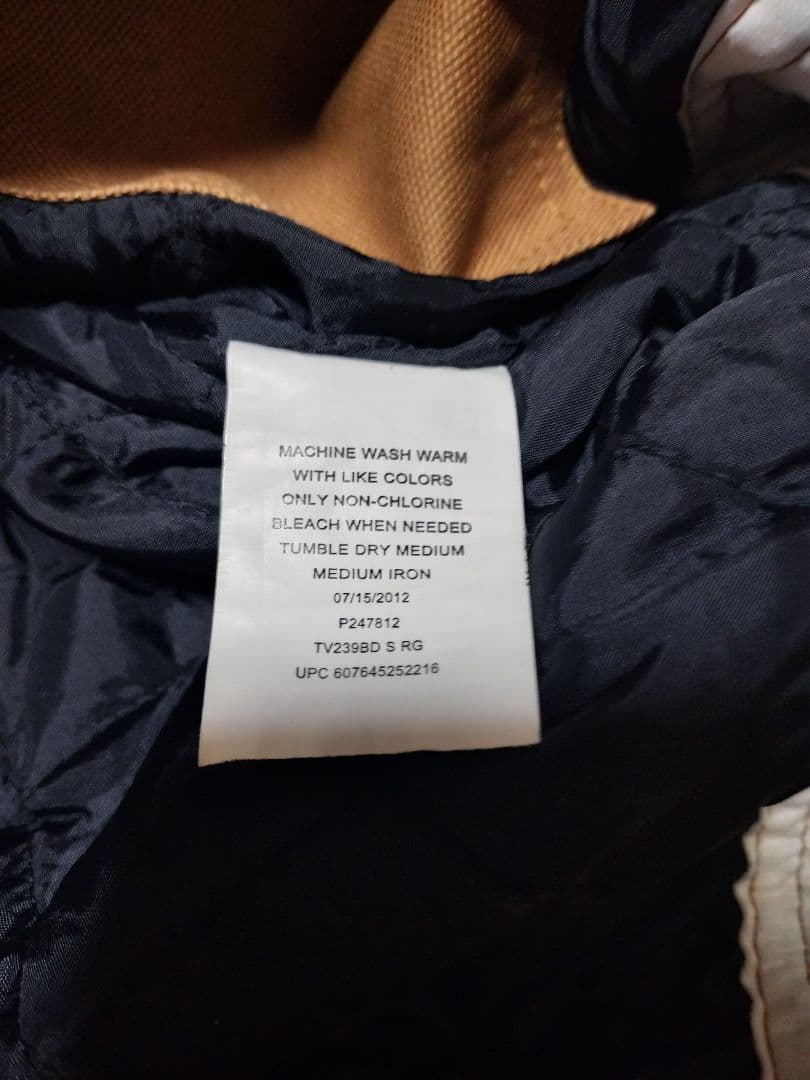 MACHINE WASH WARM
WITH LIKE COLORS
ONLY NON-CHLORINE
BLEACH WHEN NEEDED
TUMBLE DRY MEDIUM
MEDIUM IRON
07/15/2012
P247812
TV239BD S RG
UPC 607645252216